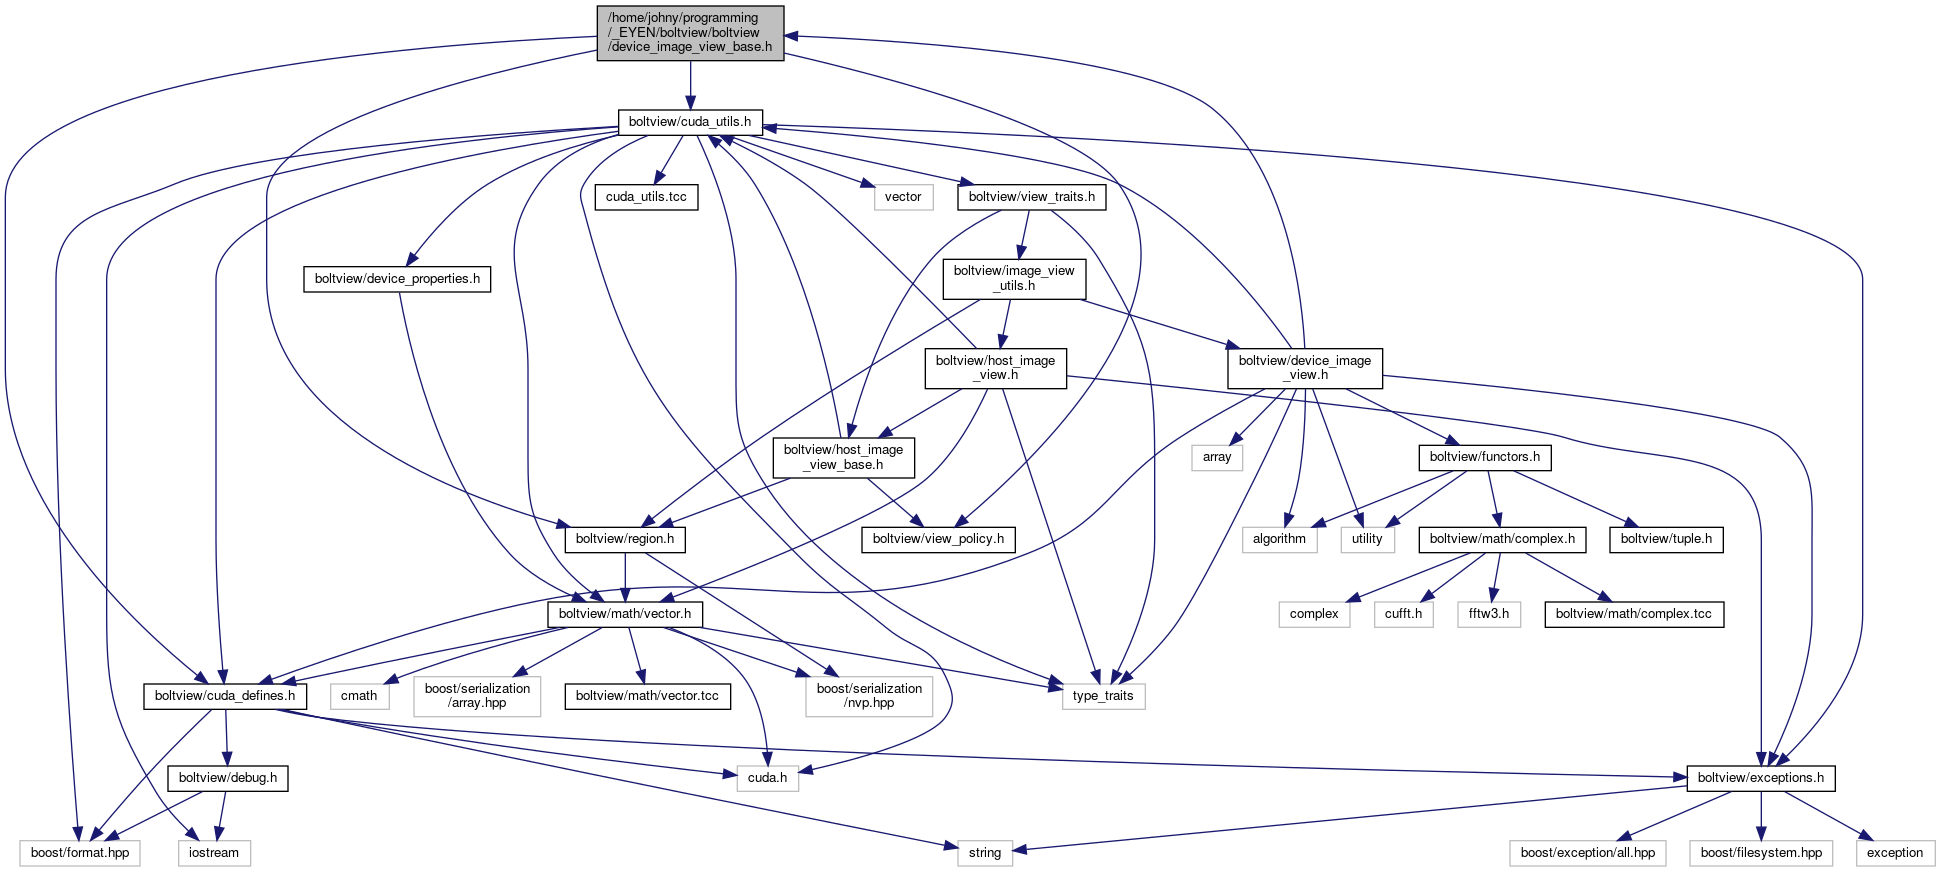 /home/johny/programming
/_EYEN/boltview/boltview
/device_image_view_base.h
boltview/cuda_utils.h
cuda_utils.tcc
vector
boltview/view_traits.h
boltview/device_properties.h
boltview/image_view
_utils.h
boltview/host_image
_view.h
boltview/device_image
_view.h
boltview/host_image
_view_base.h
array
boltview/functors.h
boltview/region.h
boltview/view_policy.h
algorithm
utility
boltview/math/complex.h
boltview/tuple.h
boltview/math/vector.h
complex
cufft.h
fftw3.h
boltview/math/complex.tcc
boltview/cuda_defines.h
cmath
boost/serialization
/array.hpp
boltview/math/vector.tcc
boost/serialization
/nvp.hpp
type_traits
boltview/debug.h
cuda.h
boltview/exceptions.h
boost/format.hpp
iostream
string
boost/exception/all.hpp
boost/filesystem.hpp
exception